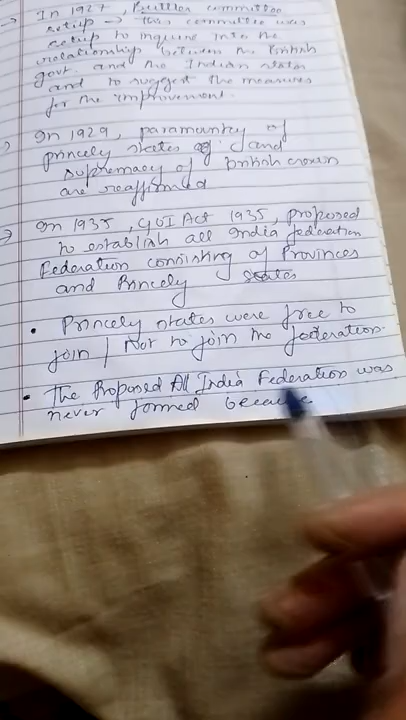 → In 1927, Buttler committee
setup → this committee was
setup to inquire into the
relationship between the British
govt. and the Indian states
and to suggest the measures
for the improvement.
In 1929, paramountcy of
princely states and
supremacy of British crown
are reaffirmed
→ In 1935, GOI Act 1935, proposed
to establish all India federation
Federation consisting of Provinces
and Princely states
• Princely states were free to
join / Not to join the federation.
• The Proposed All India Federation was
never formed because